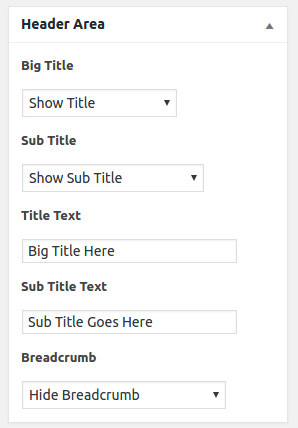 Header Area
Big Title
Show Title
Sub Title
Show Sub Title
Title Text
Big Title Here
Sub Title Text
Sub Title Goes Here
Breadcrumb
Hide Breadcrumb